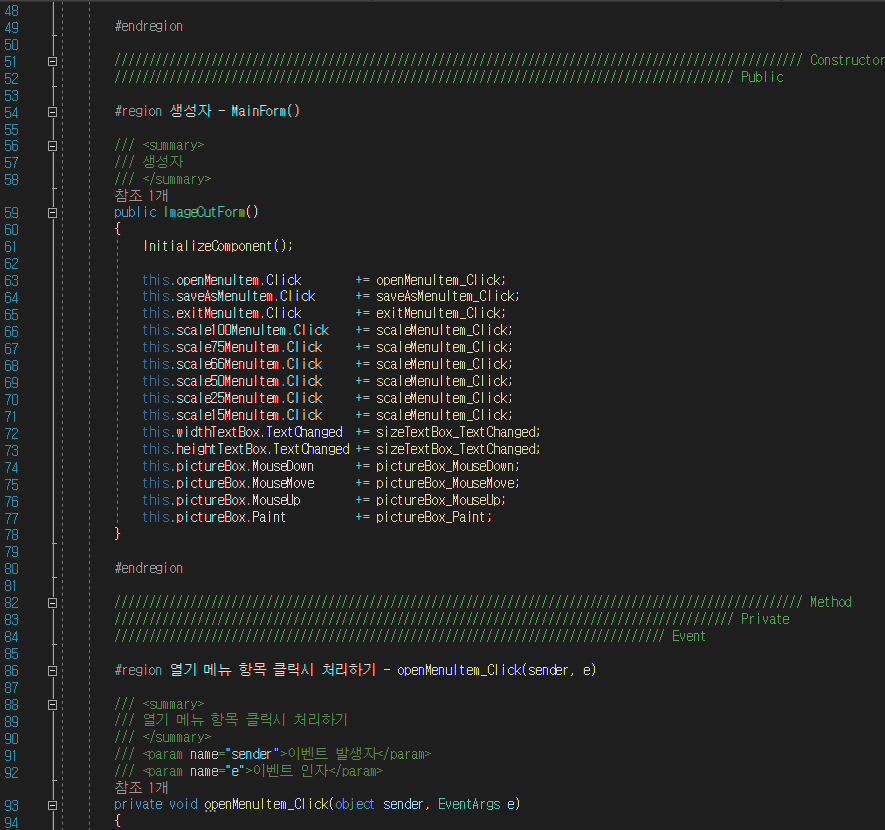 48
49 #endregion
50
51 //////////////////////////////////////////////////////////////////////////////////////////////////// Constructor
52 ////////////////////////////////////////////////////////////////////////////////////////// Public
53
54 #region 생성자 - MainForm()
55
56 /// <summary>
57 /// 생성자
58 /// </summary>
참조 1개
59 public ImageCutForm()
60 {
61 InitializeComponent();
62
63 this.openMenuItem.Click += openMenuItem_Click;
64 this.saveAsMenuItem.Click += saveAsMenuItem_Click;
65 this.exitMenuItem.Click += exitMenuItem_Click;
66 this.scale100MenuItem.Click += scaleMenuItem_Click;
67 this.scale75MenuItem.Click += scaleMenuItem_Click;
68 this.scale66MenuItem.Click += scaleMenuItem_Click;
69 this.scale50MenuItem.Click += scaleMenuItem_Click;
70 this.scale25MenuItem.Click += scaleMenuItem_Click;
71 this.scale15MenuItem.Click += scaleMenuItem_Click;
72 this.widthTextBox.TextChanged += sizeTextBox_TextChanged;
73 this.heightTextBox.TextChanged += sizeTextBox_TextChanged;
74 this.pictureBox.MouseDown += pictureBox_MouseDown;
75 this.pictureBox.MouseMove += pictureBox_MouseMove;
76 this.pictureBox.MouseUp += pictureBox_MouseUp;
77 this.pictureBox.Paint += pictureBox_Paint;
78 }
79
80 #endregion
81
82 //////////////////////////////////////////////////////////////////////////////////////////////////// Method
83 ////////////////////////////////////////////////////////////////////////////////////////// Private
84 //////////////////////////////////////////////////////////////////////////////// Event
85
86 #region 열기 메뉴 항목 클릭시 처리하기 - openMenuItem_Click(sender, e)
87
88 /// <summary>
89 /// 열기 메뉴 항목 클릭시 처리하기
90 /// </summary>
91 /// <param name="sender">이벤트 발생자</param>
92 /// <param name="e">이벤트 인자</param>
참조 1개
93 private void openMenuItem_Click(object sender, EventArgs e)
94 {